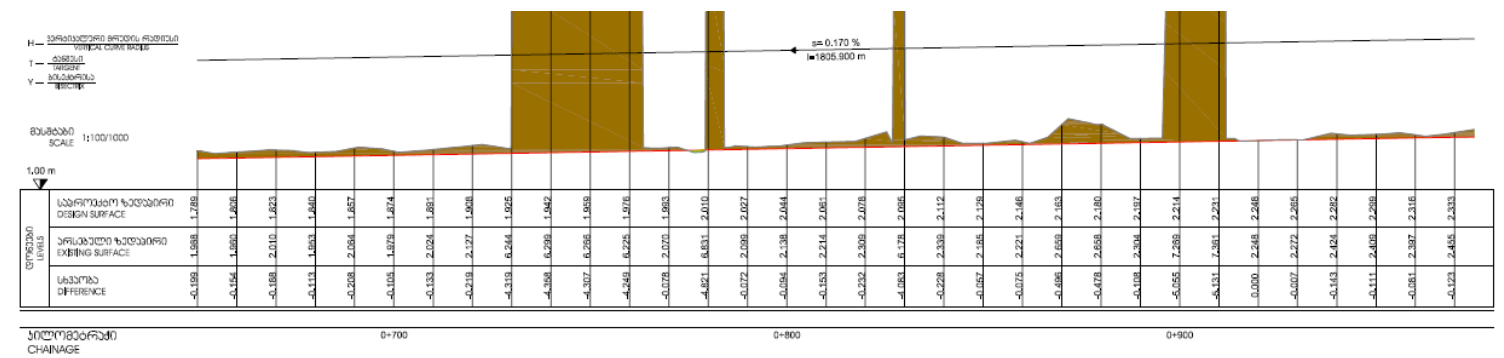 H — ვერტიკალური მრუდის რადიუსი
VERTICAL CURVE RADIUS
T —
TARGENT
Y — ბისექტრისა
BISECTRIX
s= 0.170 %
l=1805.900 m
მასშტაბი 1:100/1000
SCALE
1.00 m
დონეები
LEVELS
საპროექტო ზედაპირი
DESIGN SURFACE
1.789 1.806 1.823 1.840 1.857 1.874 1.891 1.908 1.925 1.942 1.959 1.976 1.993 2.010 2.027 2.044 2.061 2.078 2.095 2.112 2.129 2.146 2.163 2.180 2.197 2.214 2.231 2.248 2.265 2.282 2.299 2.316 2.333
არსებული ზედაპირი
EXISTING SURFACE
1.988 1.960 2.010 1.953 2.064 1.979 2.024 2.127 6.244 6.299 6.266 6.225 2.070 6.831 2.099 2.138 2.214 2.309 6.178 2.339 2.185 2.221 2.659 2.658 2.304 7.269 7.361 2.248 2.272 2.424 2.409 2.397 2.455
სხვაობა
DIFFERENCE
-0.199 -0.154 -0.188 -0.113 -0.208 -0.105 -0.133 -0.219 -4.319 -4.358 -4.307 -4.249 -0.078 -4.821 -0.072 -0.094 -0.153 -0.232 -4.083 -0.228 -0.057 -0.075 -0.496 -0.478 -0.108 -5.055 -5.131 0.000 -0.007 -0.143 -0.111 -0.081 -0.123
კილომეტრაჟი 0+700 0+800 0+900
CHAINAGE